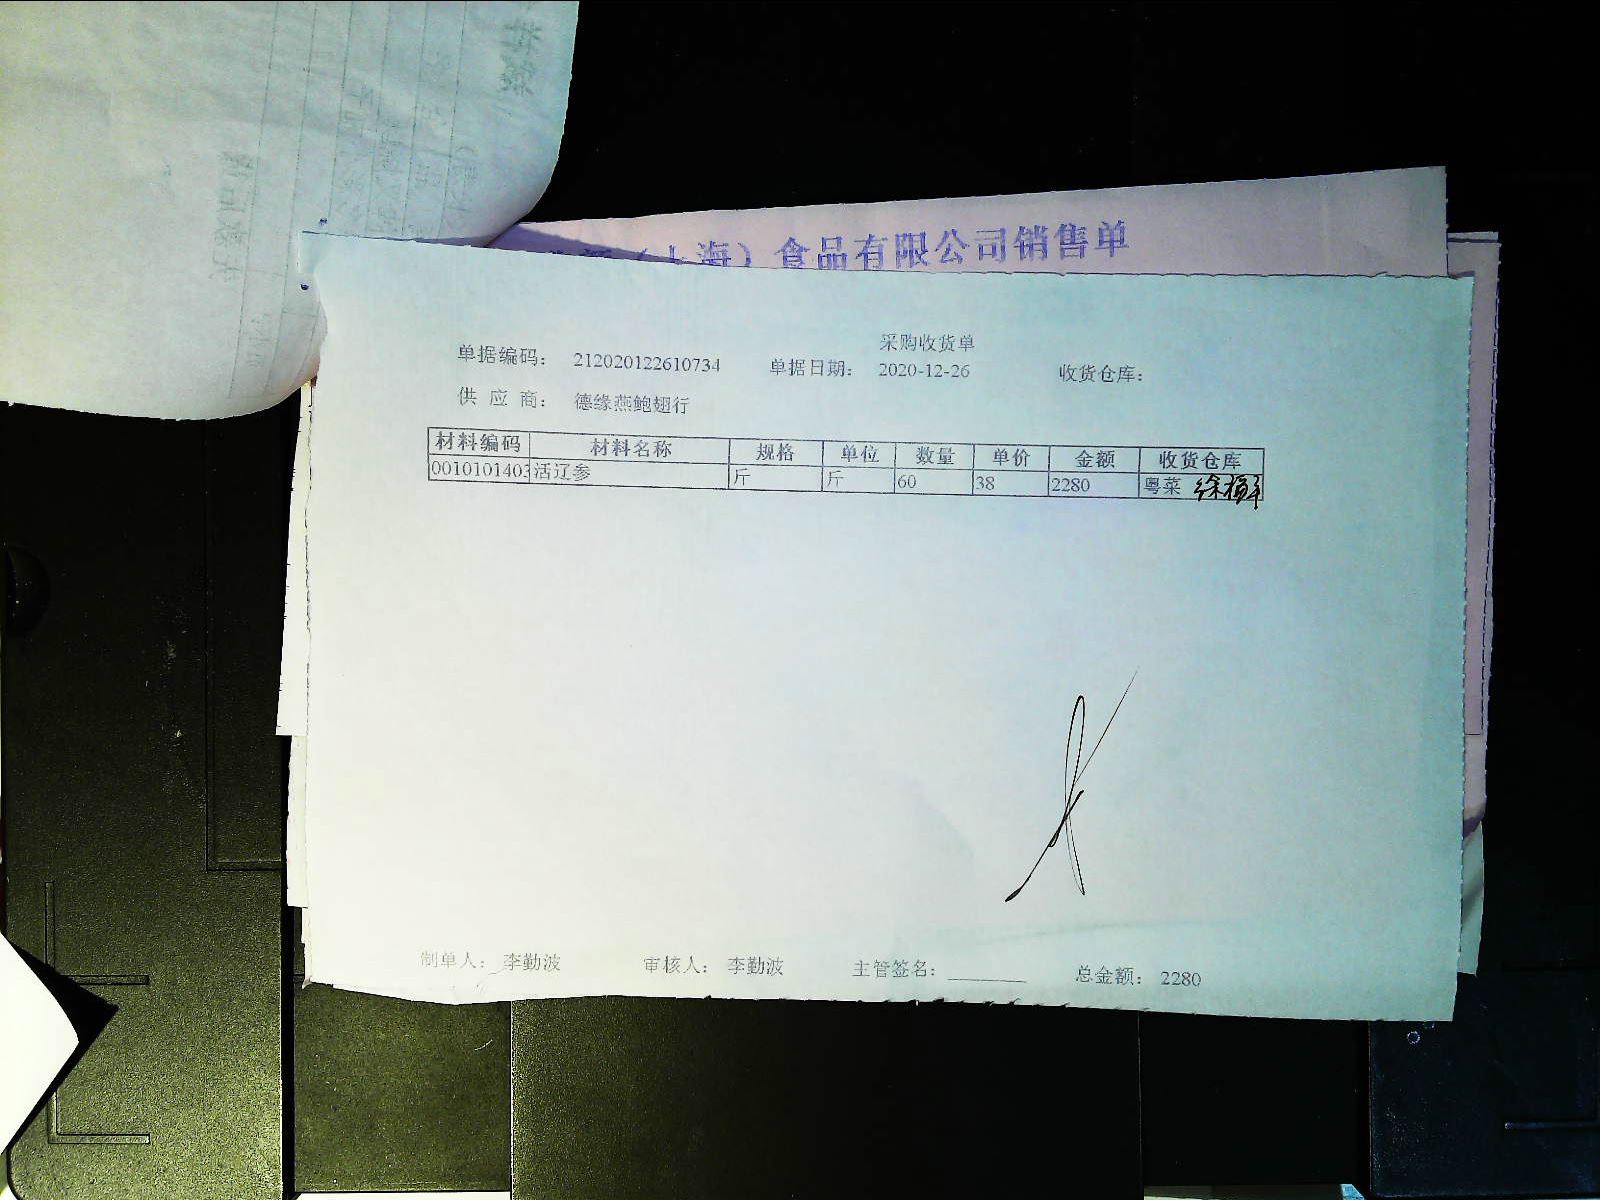 海）食品有限公司销售单
采购收货单
单据编码： 212020122610734 单据日期： 2020-12-26 收货仓库：
供 应 商： 德缘燕鲍翅行
材料编码 材料名称 规格 单位 数量 单价 金额 收货仓库
0010101403 活辽参 斤 斤 60 38 2280 粤菜
制单人： 李勤波 审核人： 李勤波 主管签名： 总金额： 2280